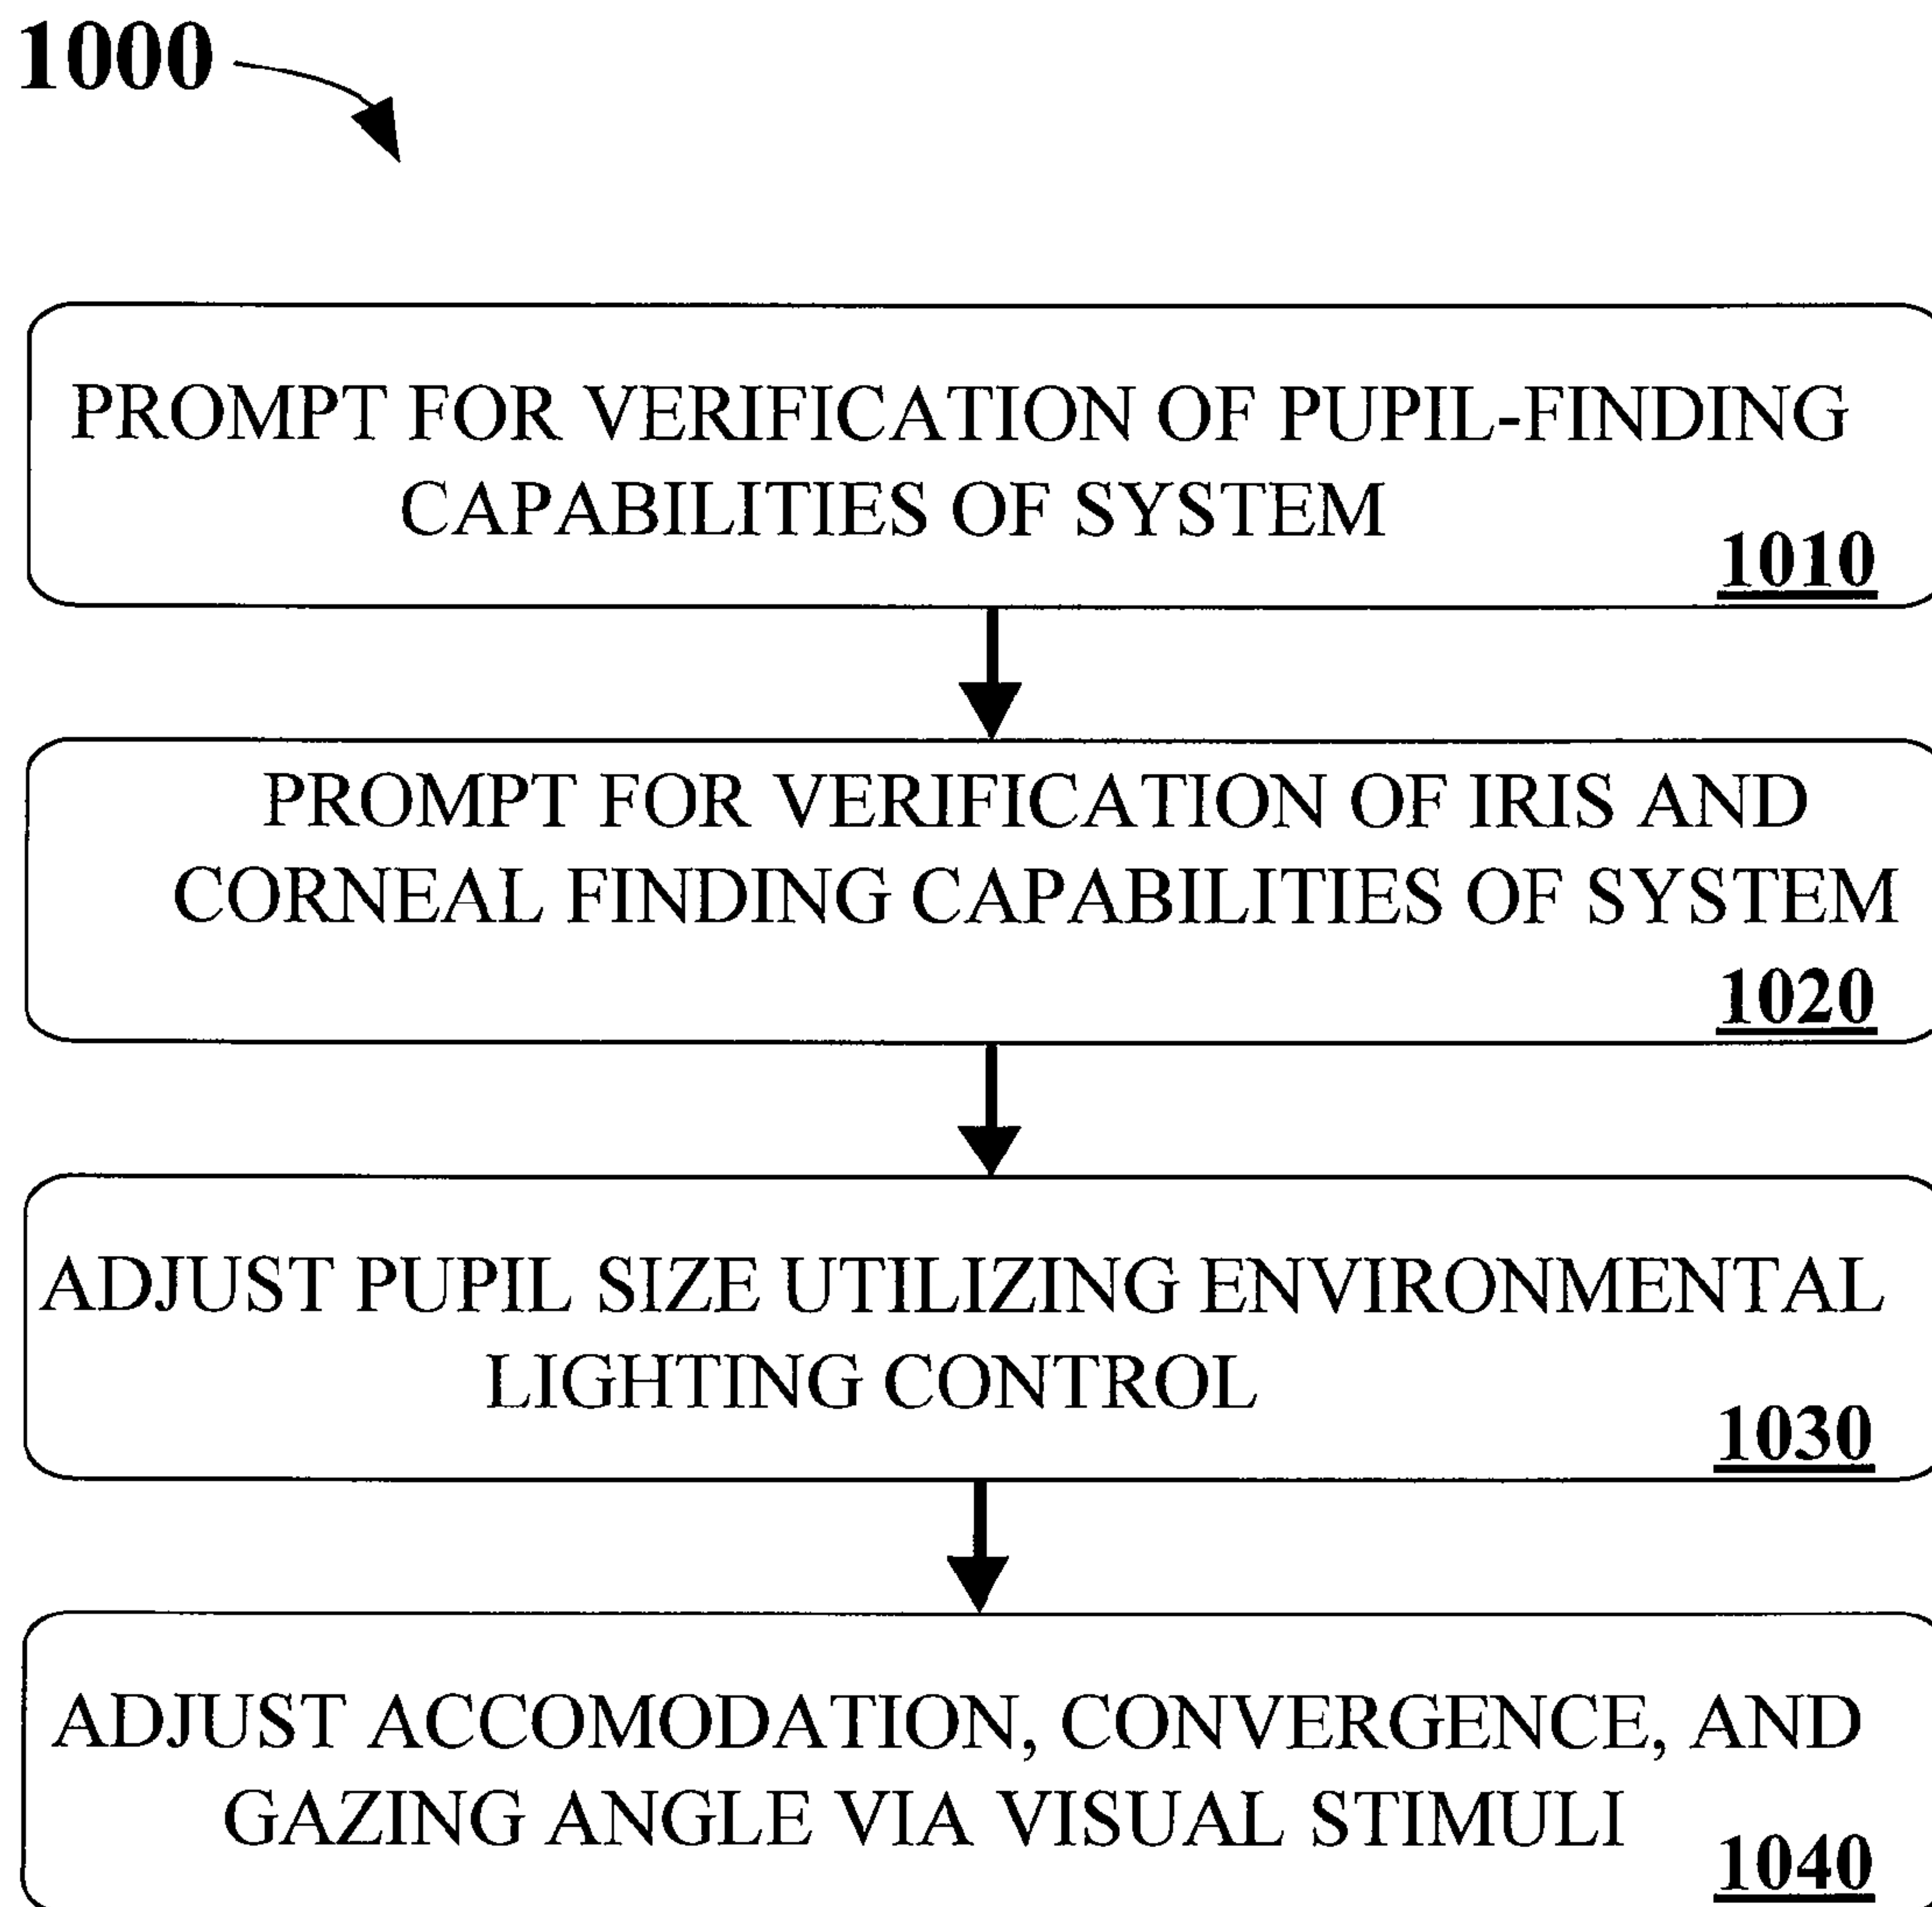 1000
PROMPT FOR VERIFICATION OF PUPIL-FINDING
CAPABILITIES OF SYSTEM
1010
PROMPT FOR VERIFICATION OF IRIS AND
CORNEAL FINDING CAPABILITIES OF SYSTEM
1020
ADJUST PUPIL SIZE UTILIZING ENVIRONMENTAL
LIGHTING CONTROL
1030
ADJUST ACCOMODATION, CONVERGENCE, AND
GAZING ANGLE VIA VISUAL STIMULI
1040